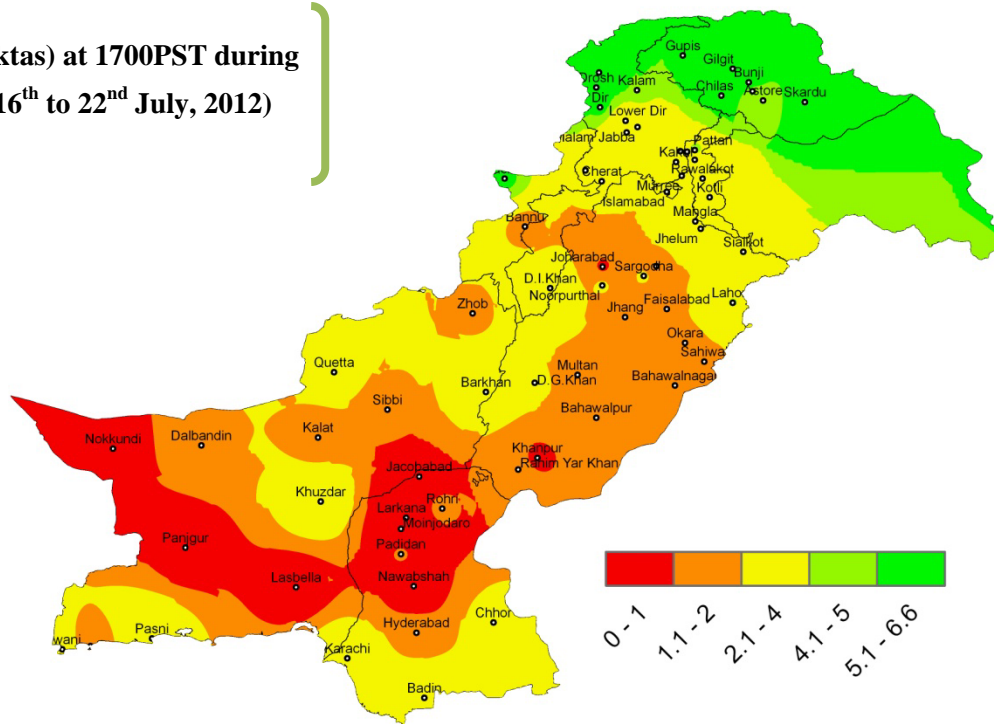 ktas) at 1700PST during
16th to 22nd July, 2012)
Gupis
Gilgit
Bunji
Drosh
Kalam
Chilas
Astore
Skardu
Dir
Lower Dir
alam Jabba
Pattan
Cherat
Rawalakot
Murree
Kotli
Islamabad
Bannu
Mangla
Jhelum
Sialkot
Joharabad
Sargodha
D.I.Khan
Noorpurthal
Faisalabad
Laho
Zhob
Jhang
Okara
Sahiwa
Quetta
Multan
Barkhan
D.G.Khan
Bahawalnagar
Sibbi
Bahawalpur
Nokkundi
Dalbandin
Kalat
Khanpur
Rahim Yar Khan
Jacobabad
Khuzdar
Rohri
Larkana
Moinjodaro
Panjgur
Padidan
Lasbella
Nawabshah
Chhor
Pasni
Hyderabad
wani
Karachi
Badin
0 - 1
1.1 - 2
2.1 - 4
4.1 - 5
5.1 - 6.6